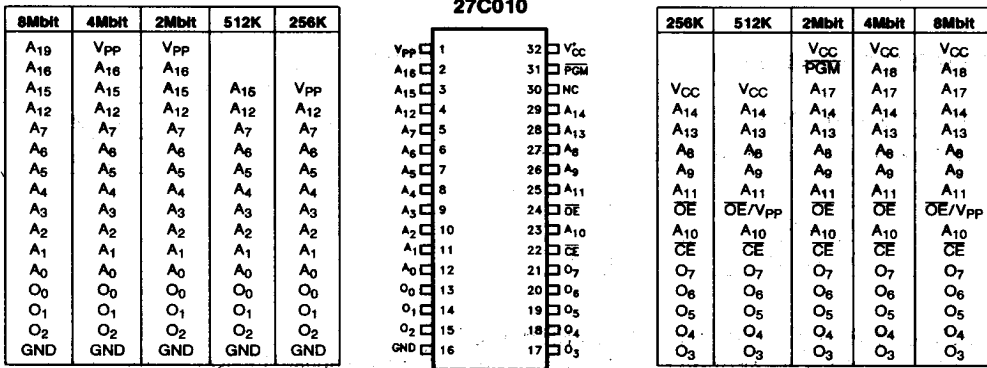 27C010
8Mbit 4Mbit 2Mbit 512K 256K
A19 VPP VPP
A16 A16 A16
A15 A15 A15 A15 VPP
A12 A12 A12 A12 A12
A7 A7 A7 A7 A7
A6 A6 A6 A6 A6
A5 A5 A5 A5 A5
A4 A4 A4 A4 A4
A3 A3 A3 A3 A3
A2 A2 A2 A2 A2
A1 A1 A1 A1 A1
A0 A0 A0 A0 A0
O0 O0 O0 O0 O0
O1 O1 O1 O1 O1
O2 O2 O2 O2 O2
GND GND GND GND GND
VPP 1 32 VCC
A16 2 31 PGM
A15 3 30 NC
A12 4 29 A14
A7 5 28 A13
A6 6 27 A8
A5 7 26 A9
A4 8 25 A11
A3 9 24 OE
A2 10 23 A10
A1 11 22 CE
A0 12 21 O7
O0 13 20 O6
O1 14 19 O5
O2 15 18 O4
GND 16 17 O3
256K 512K 2Mbit 4Mbit 8Mbit
VCC VCC VCC
PGM A18 A18
VCC VCC A17 A17 A17
A14 A14 A14 A14 A14
A13 A13 A13 A13 A13
A8 A8 A8 A8 A8
A9 A9 A9 A9 A9
A11 A11 A11 A11 A11
OE OE/VPP OE OE OE/VPP
A10 A10 A10 A10 A10
CE CE CE CE CE
O7 O7 O7 O7 O7
O6 O6 O6 O6 O6
O5 O5 O5 O5 O5
O4 O4 O4 O4 O4
O3 O3 O3 O3 O3